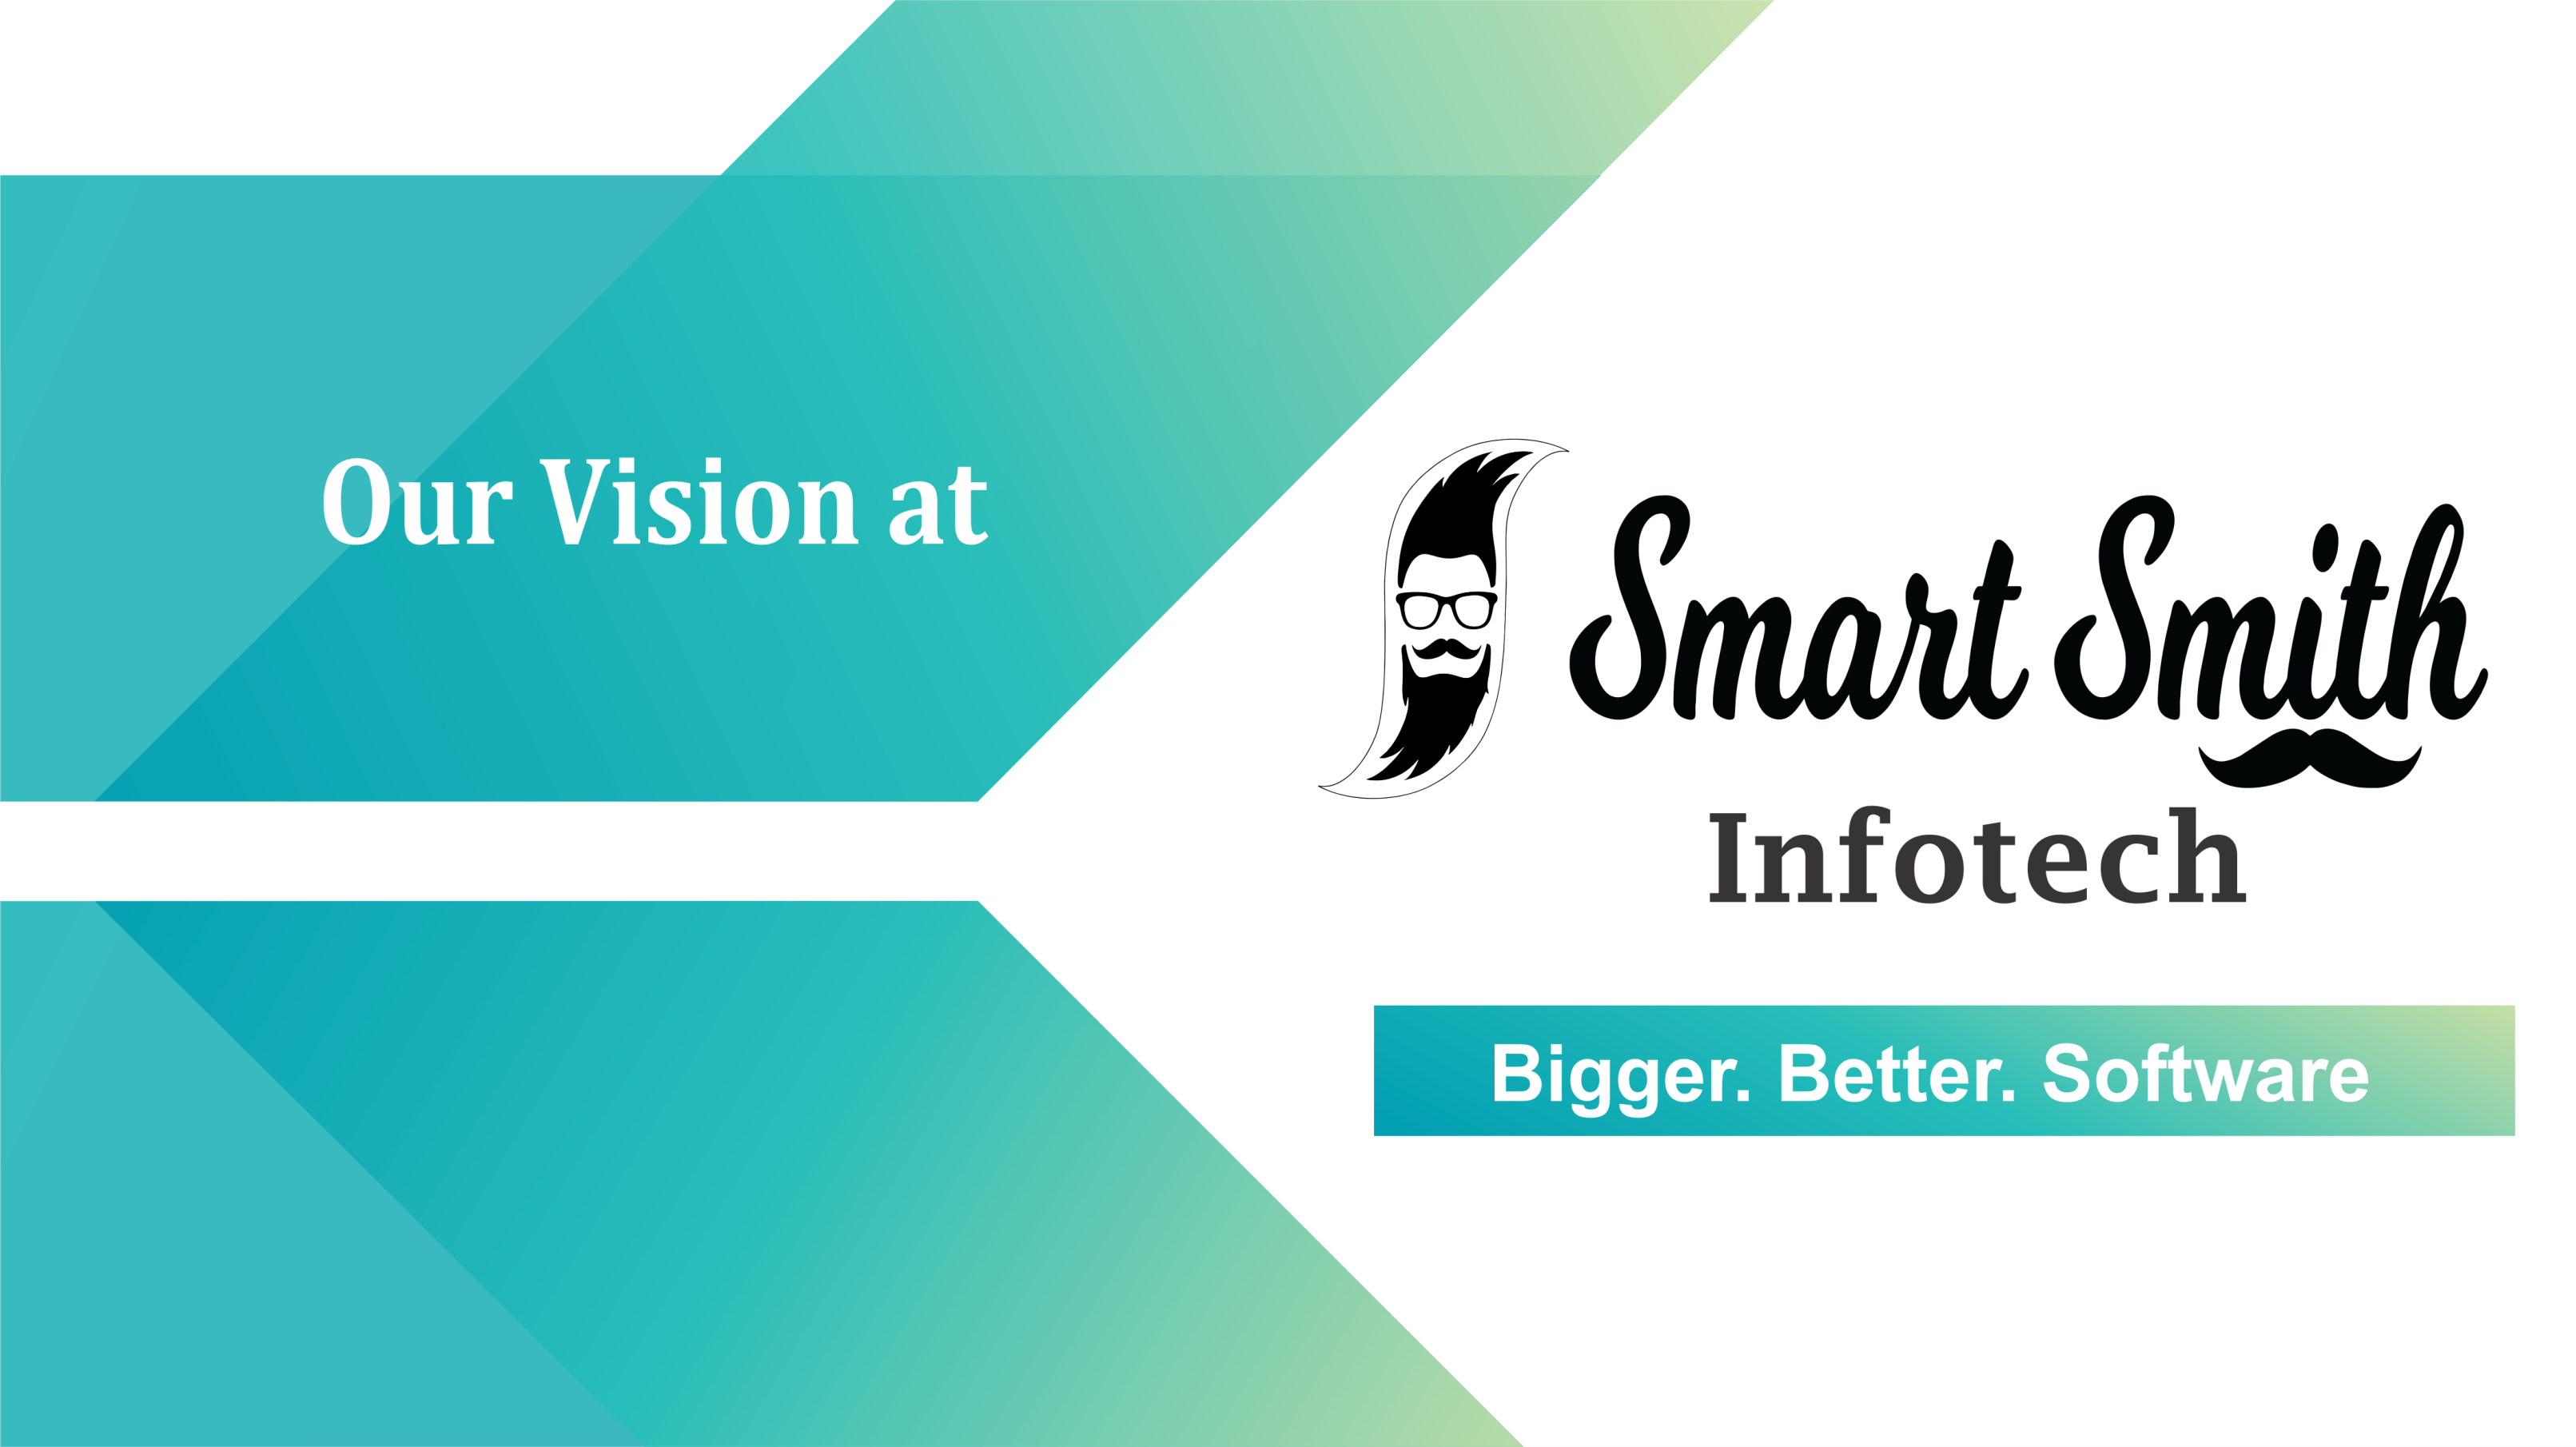 Our Vision at
Smart Smith
Infotech
Bigger. Better. Software